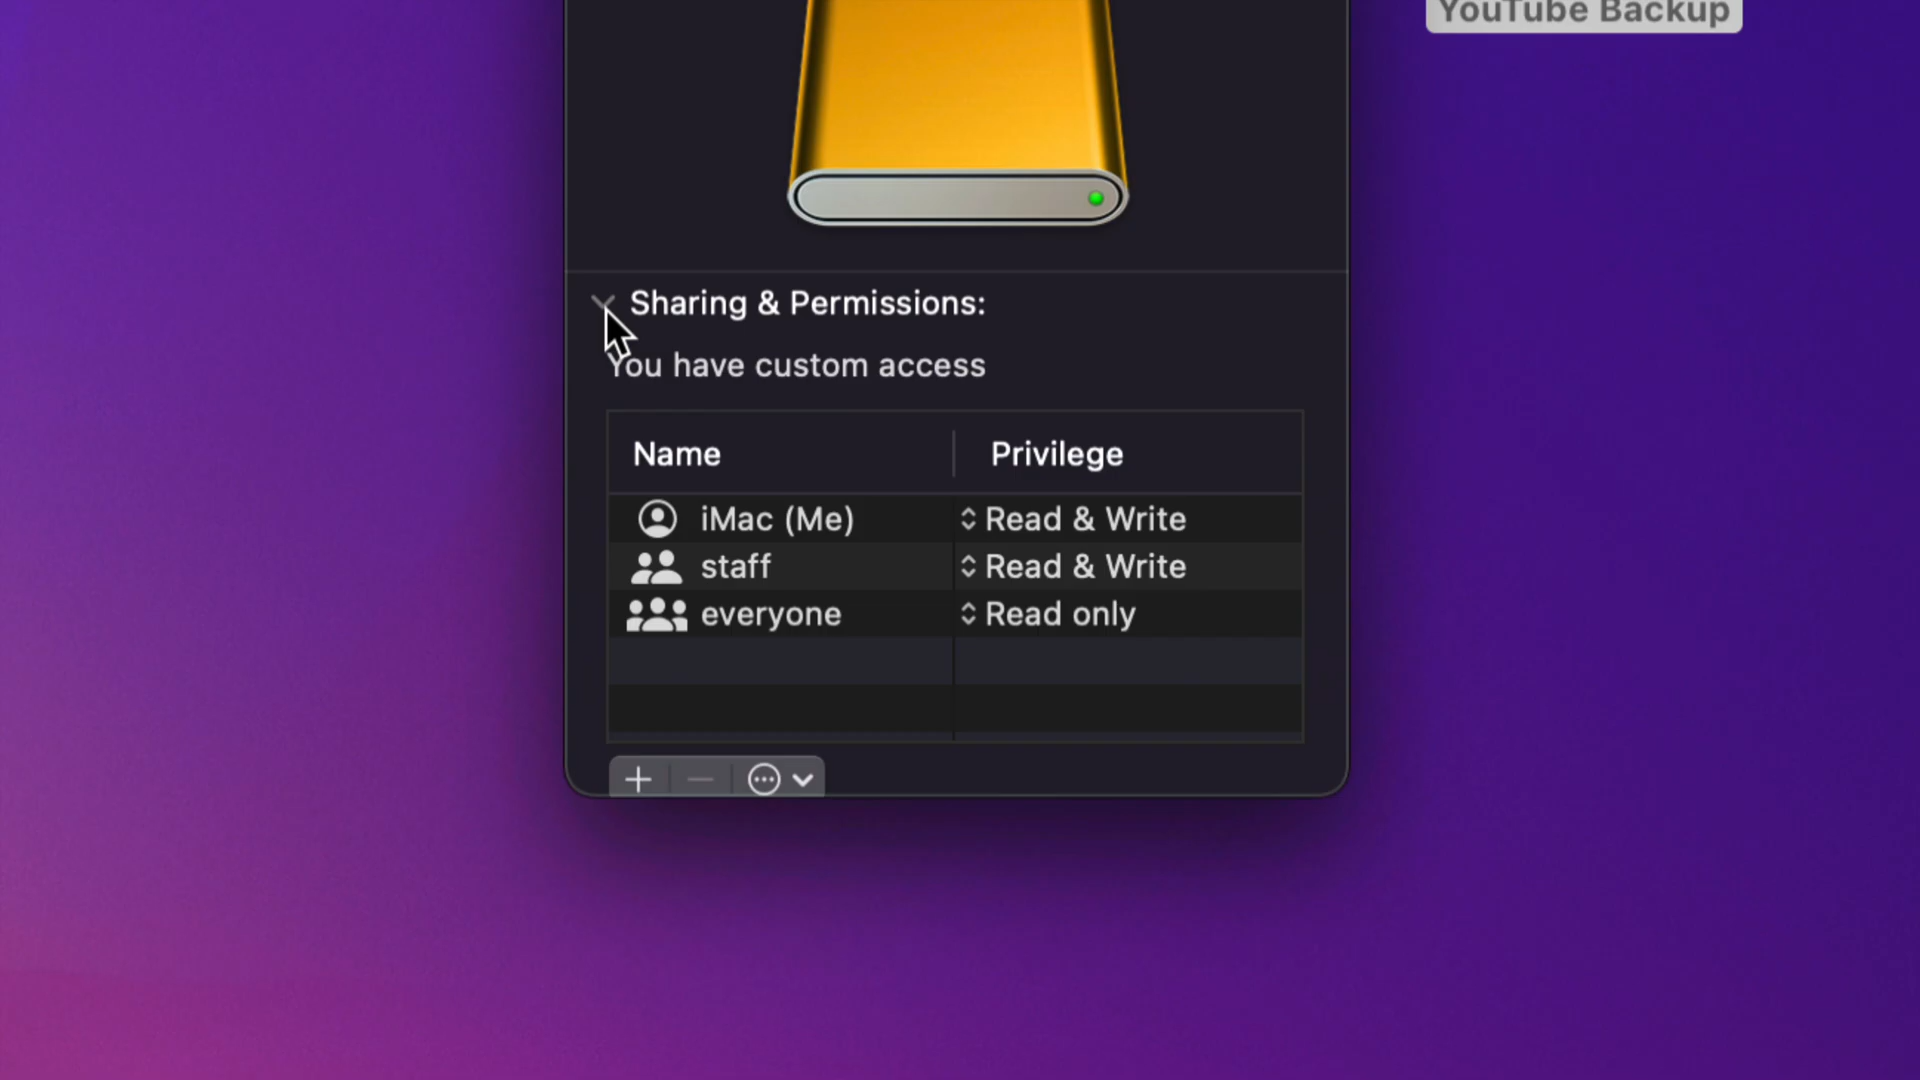 YouTube Backup
Sharing & Permissions:
You have custom access
Name Privilege
iMac (Me) Read & Write
staff Read & Write
everyone Read only